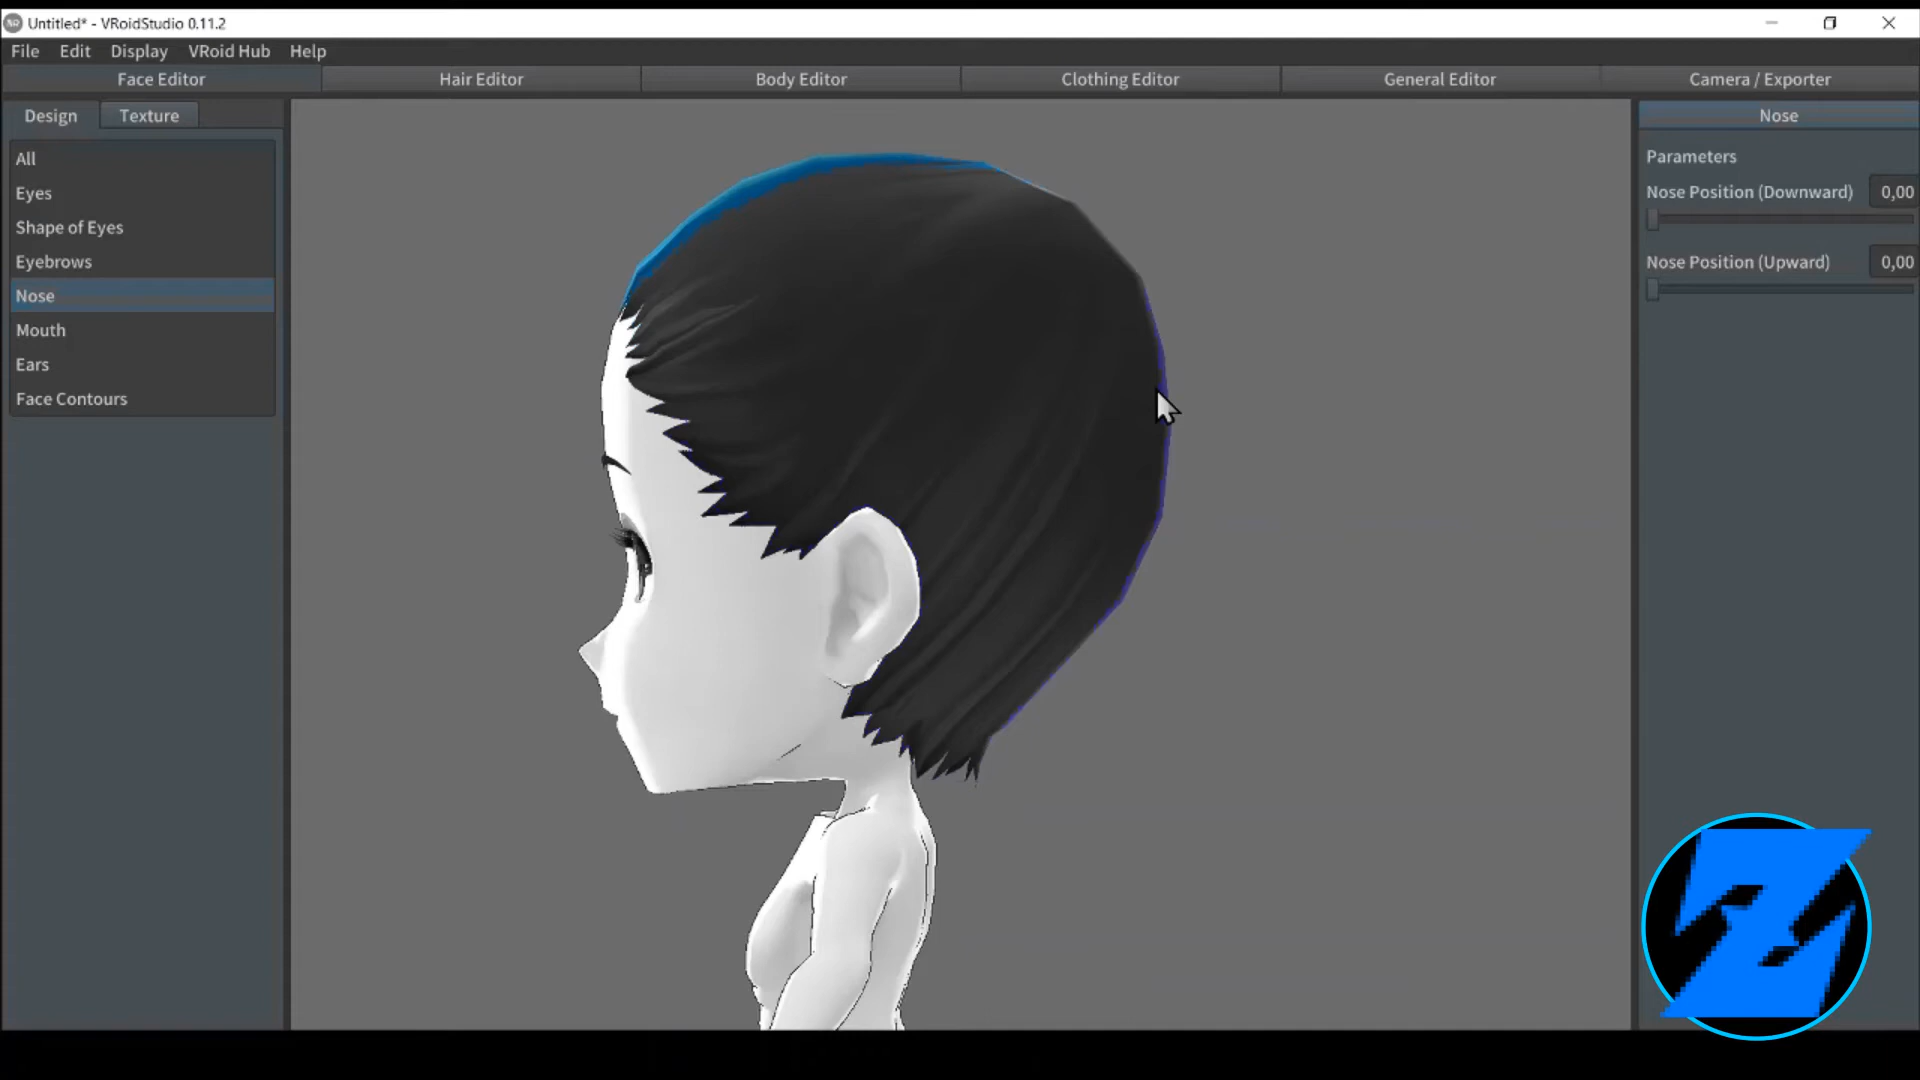 Untitled* - VRoidStudio 0.11.2
File Edit Display VRoid Hub Help
Face Editor Hair Editor Body Editor Clothing Editor General Editor Camera / Exporter
Design Texture
All
Eyes
Shape of Eyes
Eyebrows
Nose
Mouth
Ears
Face Contours
Nose
Parameters
Nose Position (Downward) 0,00
Nose Position (Upward) 0,00